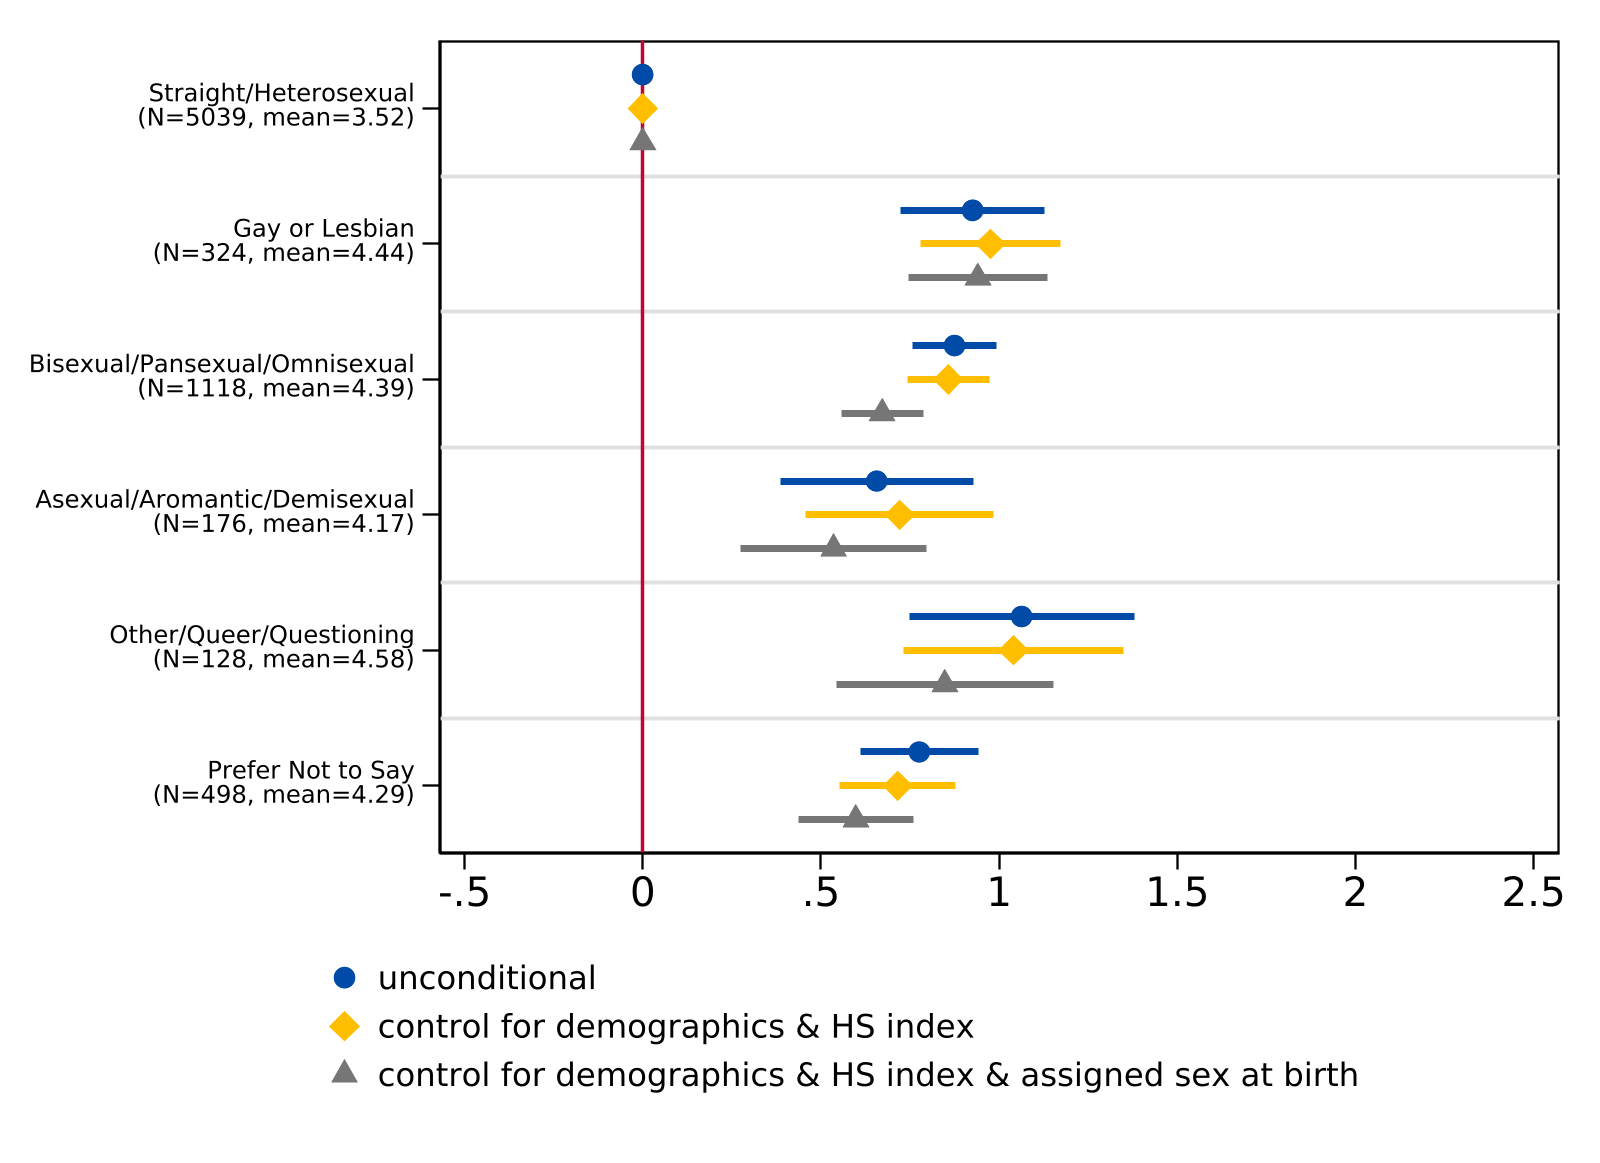 Straight/Heterosexual
(N=5039, mean=3.52)
Gay or Lesbian
(N=324, mean=4.44)
Bisexual/Pansexual/Omnisexual
(N=1118, mean=4.39)
Asexual/Aromantic/Demisexual
(N=176, mean=4.17)
Other/Queer/Questioning
(N=128, mean=4.58)
Prefer Not to Say
(N=498, mean=4.29)
-.5 0 .5 1 1.5 2 2.5
unconditional
control for demographics & HS index
control for demographics & HS index & assigned sex at birth